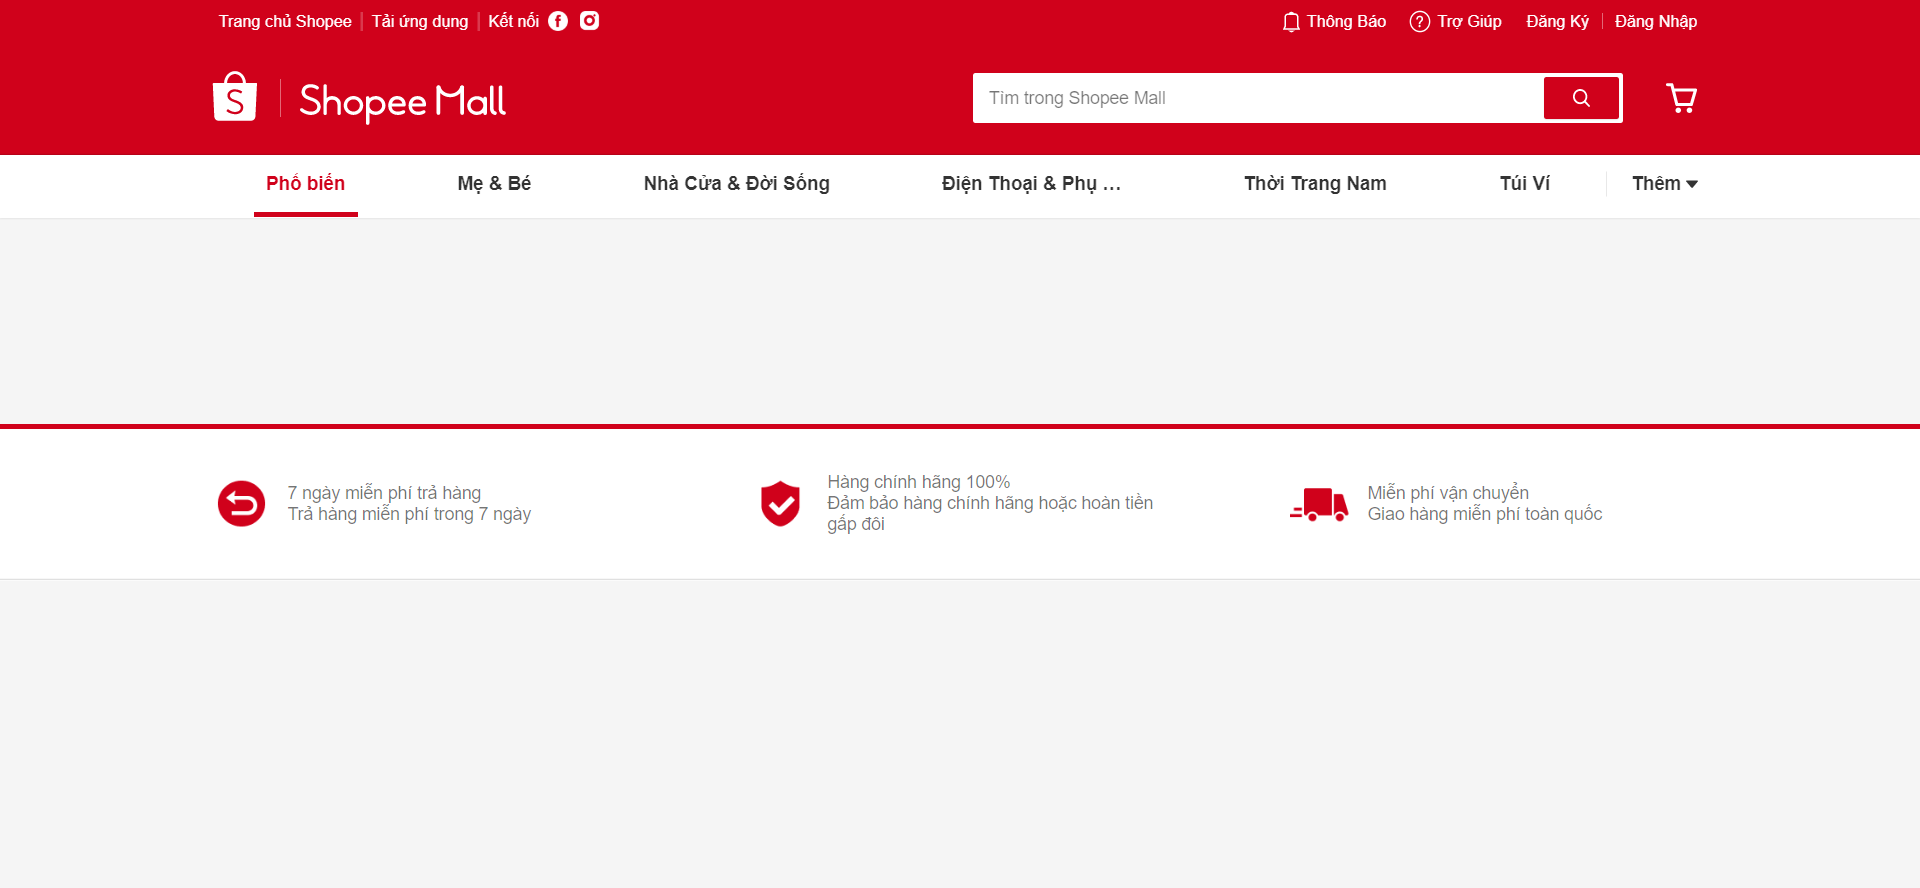 Trang chủ Shopee Tải ứng dụng Kết nối
Thông Báo Trợ Giúp Đăng Ký Đăng Nhập
Shopee Mall
Tìm trong Shopee Mall
Phổ biến Mẹ & Bé Nhà Cửa & Đời Sống Điện Thoại & Phụ ... Thời Trang Nam Túi Ví Thêm
7 ngày miễn phí trả hàng
Trả hàng miễn phí trong 7 ngày
Hàng chính hãng 100%
Đảm bảo hàng chính hãng hoặc hoàn tiền
gấp đôi
Miễn phí vận chuyển
Giao hàng miễn phí toàn quốc